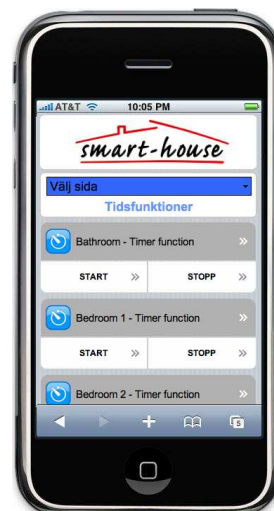 AT&T 10:05 PM
smart-house
Välj sida
Tidsfunktioner
Bathroom - Timer function »
START » STOPP »
Bedroom 1 - Timer function »
START » STOPP »
Bedroom 2 - Timer function »
5